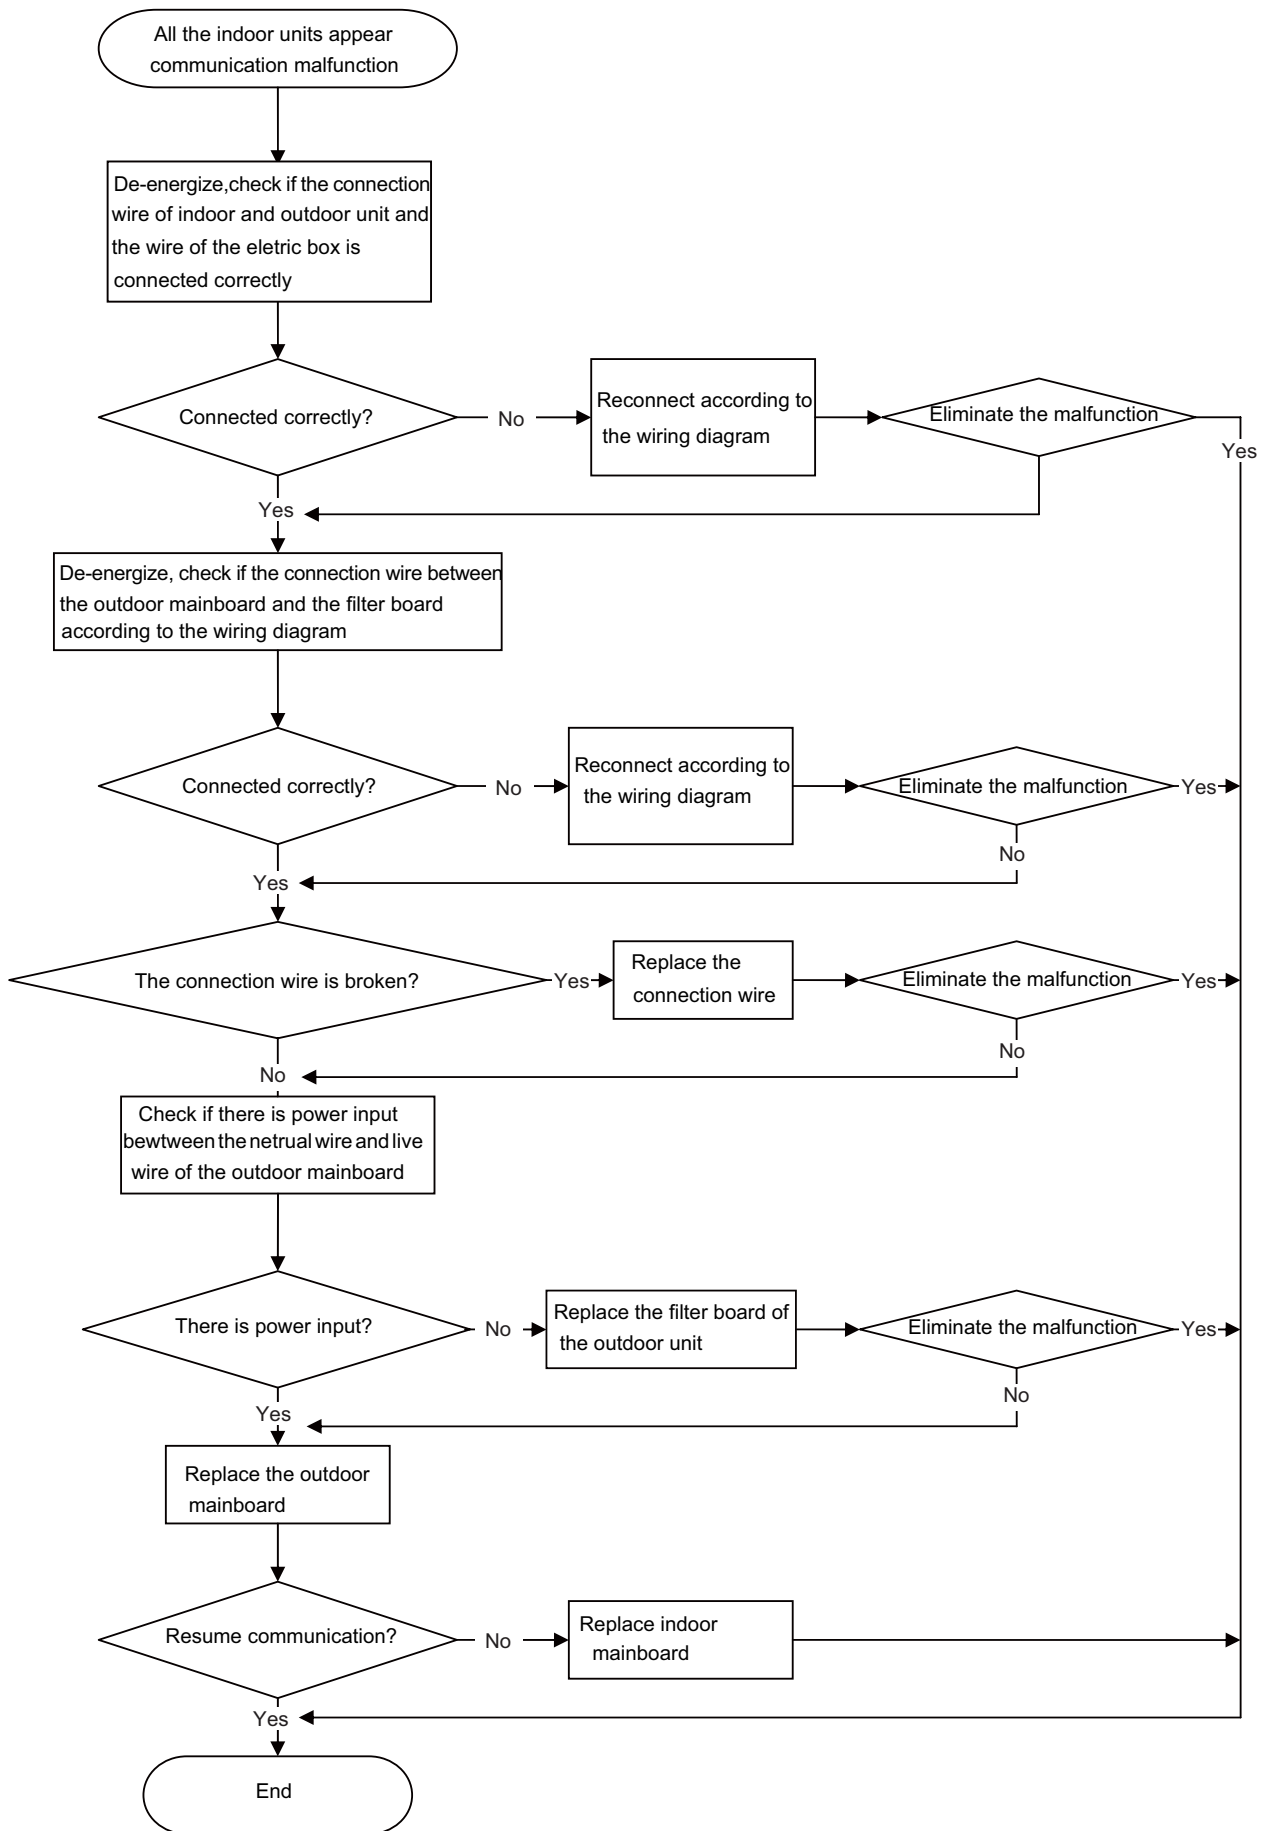 All the indoor units appear
communication malfunction
De-energize,check if the connection
wire of indoor and outdoor unit and
the wire of the eletric box is
connected correctly
Connected correctly?
No
Reconnect according to
the wiring diagram
Eliminate the malfunction
Yes
Yes
De-energize, check if the connection wire between
the outdoor mainboard and the filter board
according to the wiring diagram
Connected correctly?
No
Reconnect according to
the wiring diagram
Eliminate the malfunction
Yes
No
Yes
The connection wire is broken?
Yes
Replace the
connection wire
Eliminate the malfunction
Yes
No
No
Check if there is power input
bewtween the netrual wire and live
wire of the outdoor mainboard
There is power input?
No
Replace the filter board of
the outdoor unit
Eliminate the malfunction
Yes
No
Yes
Replace the outdoor
mainboard
Resume communication?
No
Replace indoor
mainboard
Yes
End